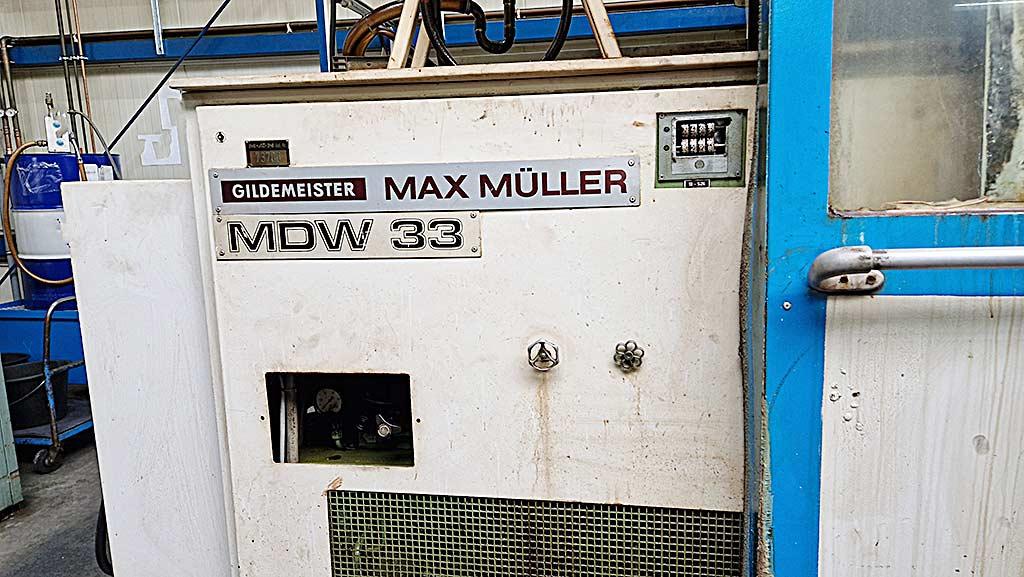 GILDEMEISTER MAX MÜLLER
MDW 33